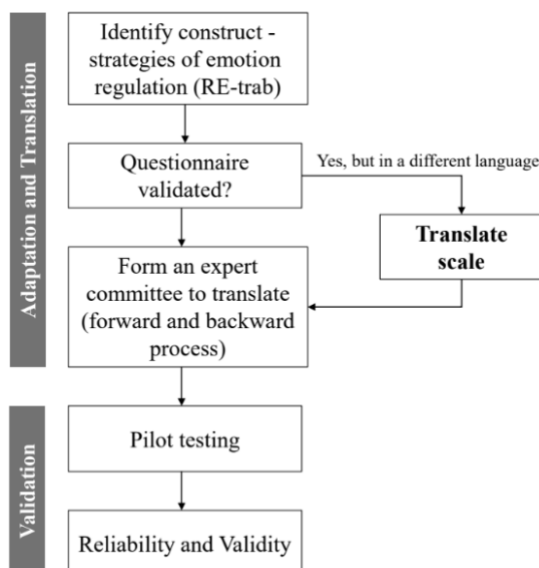 Adaptation and Translation
Identify construct -
strategies of emotion
regulation (RE-trab)
Questionnaire
validated?
Yes, but in a different language
Translate
scale
Form an expert
committee to translate
(forward and backward
process)
Validation
Pilot testing
Reliability and Validity